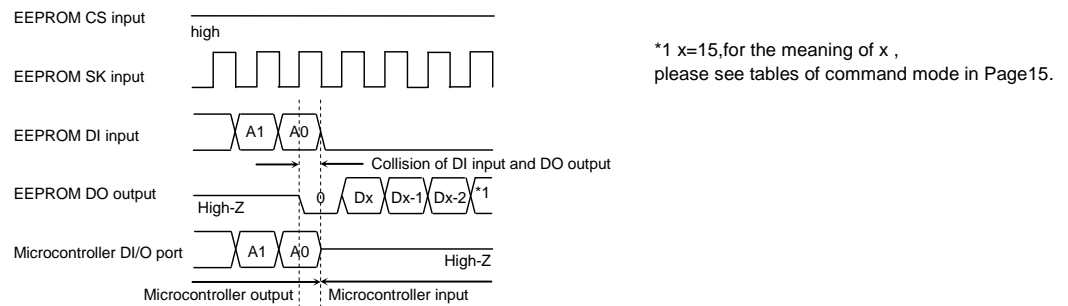 EEPROM CS input
high
*1 x=15,for the meaning of x ,
please see tables of command mode in Page15.
EEPROM SK input
EEPROM DI input
A1 A0
Collision of DI input and DO output
EEPROM DO output
High-Z
0 Dx Dx-1 Dx-2 *1
Microcontroller DI/O port
A1 A0
High-Z
Microcontroller output Microcontroller input